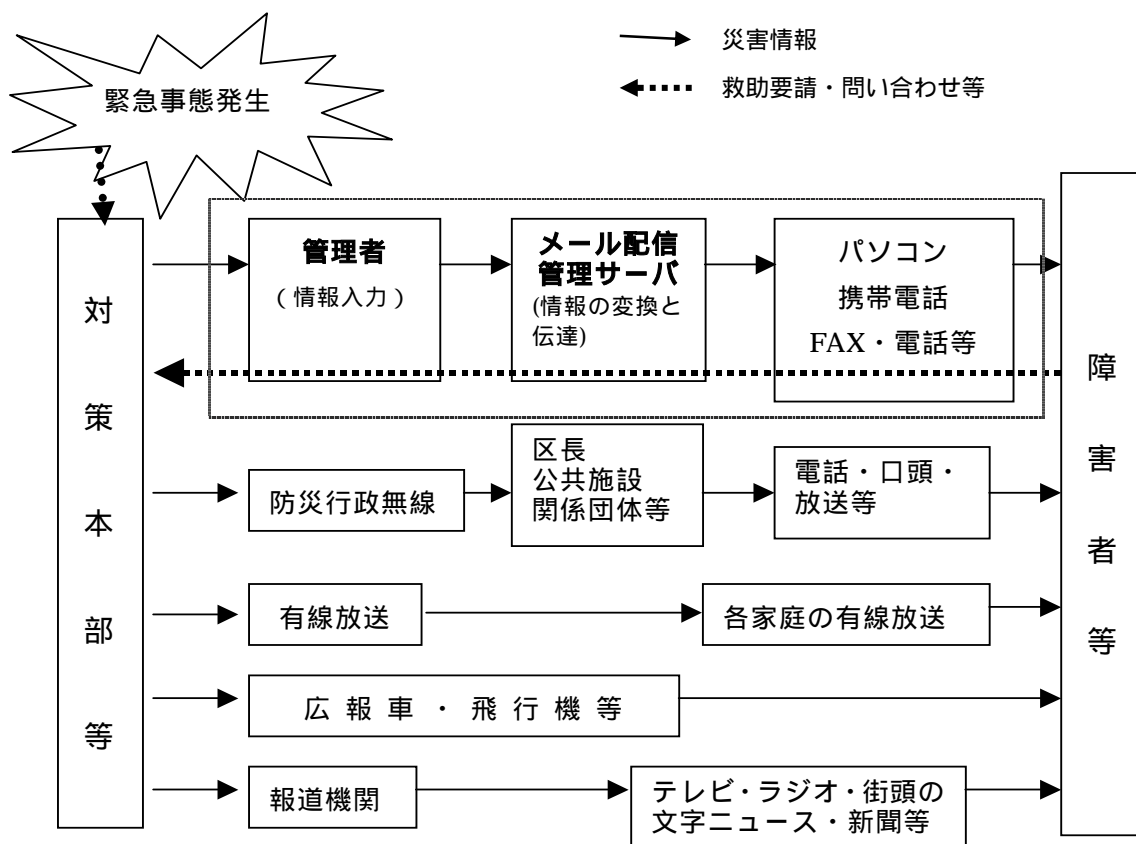 災害情報
救助要請・問い合わせ等
緊急事態発生
対策本部等
管理者
(情報入力)
メール配信
管理サーバ
(情報の変換と
伝達)
パソコン
携帯電話
FAX・電話等
防災行政無線
区長
公共施設
関係団体等
電話・口頭・
放送等
有線放送
各家庭の有線放送
広報車・飛行機等
報道機関
テレビ・ラジオ・街頭の
文字ニュース・新聞等
障害者等